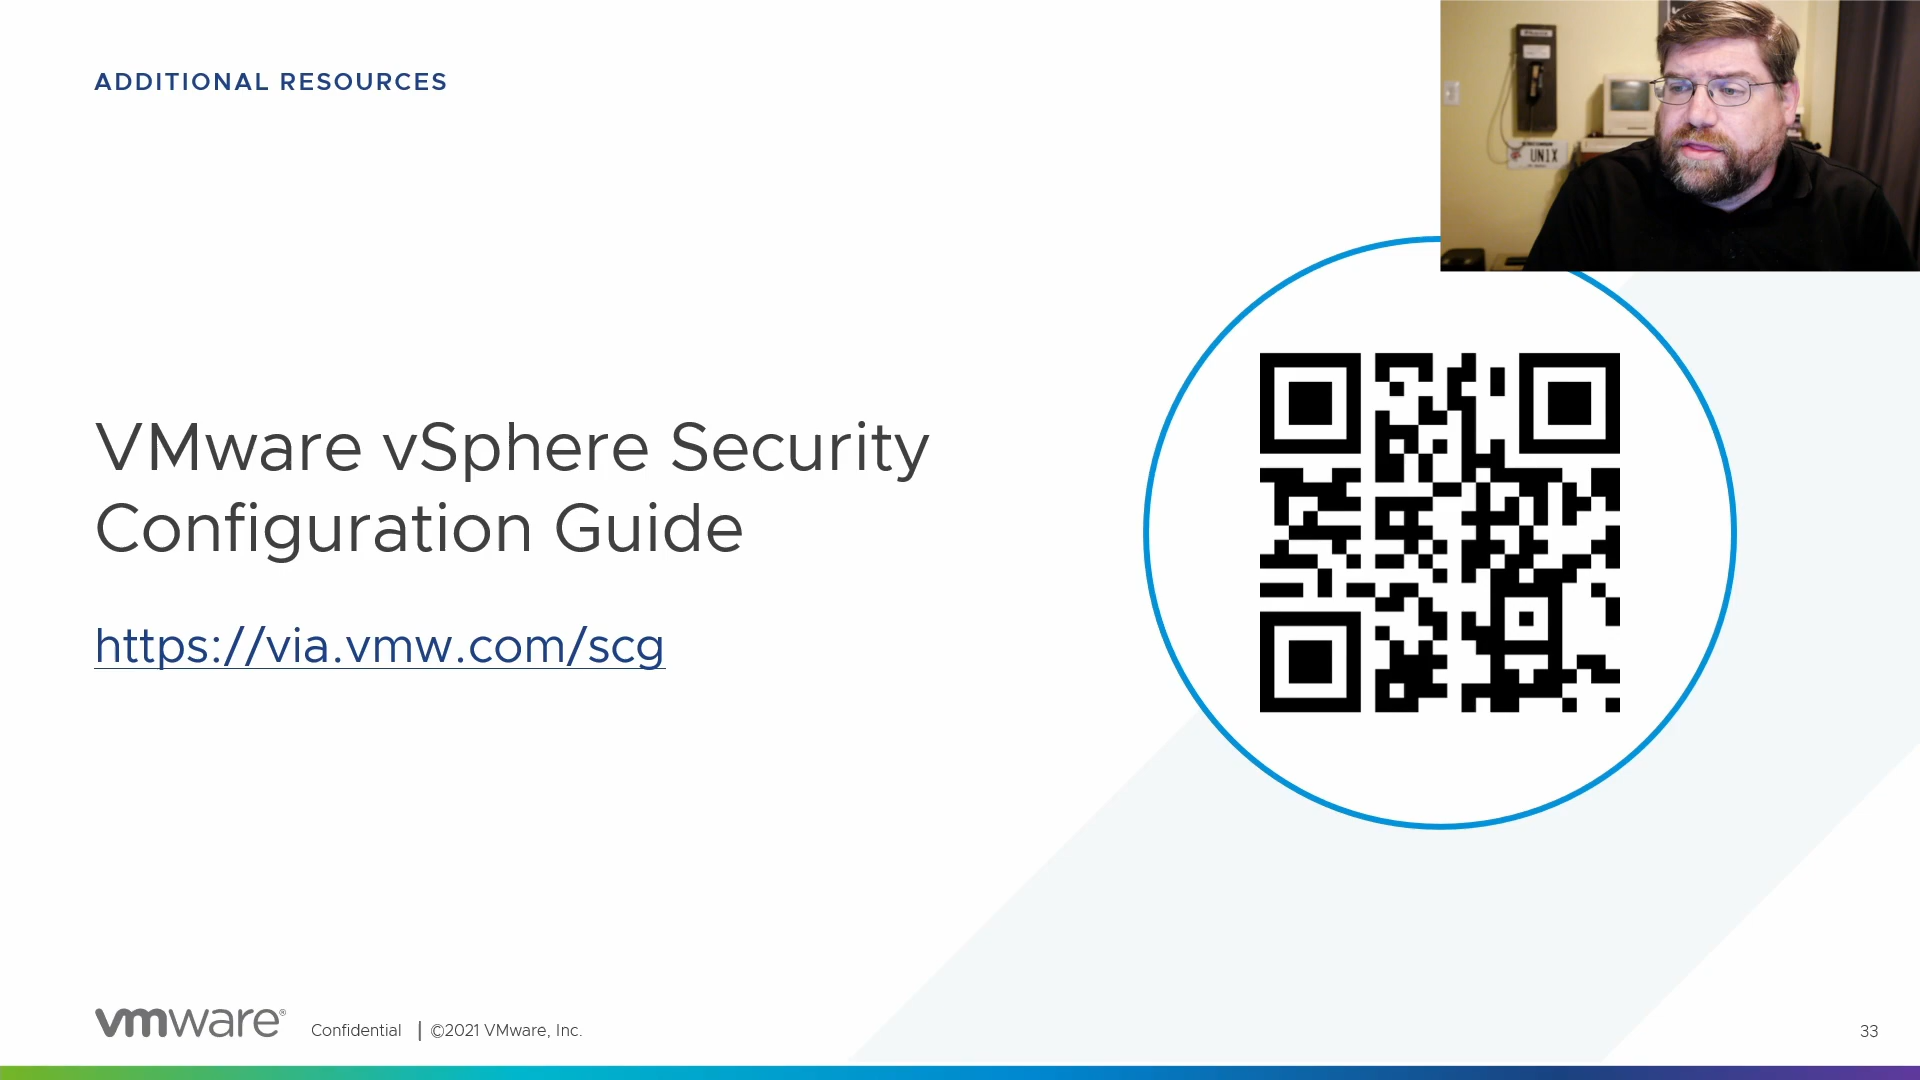 ADDITIONAL RESOURCES
UNIX
VMware vSphere Security
Configuration Guide
https://via.vmw.com/scg
vmware®
Confidential | ©2021 VMware, Inc.
33